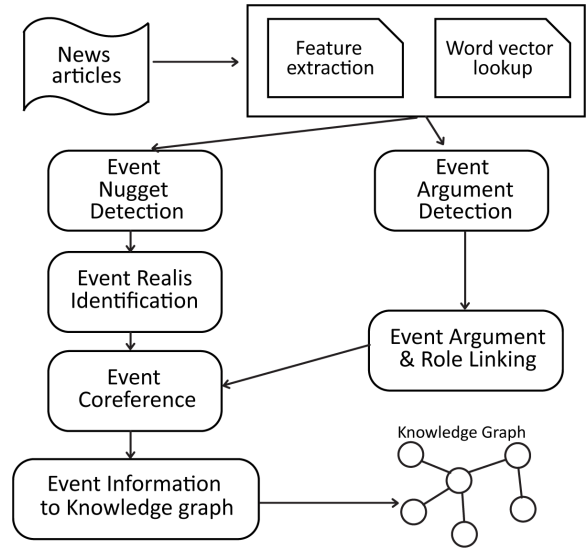 News
articles
Feature
extraction
Word vector
lookup
Event
Nugget
Detection
Event
Argument
Detection
Event Realis
Identification
Event Argument
& Role Linking
Event
Coreference
Knowledge Graph
Event Information
to Knowledge graph